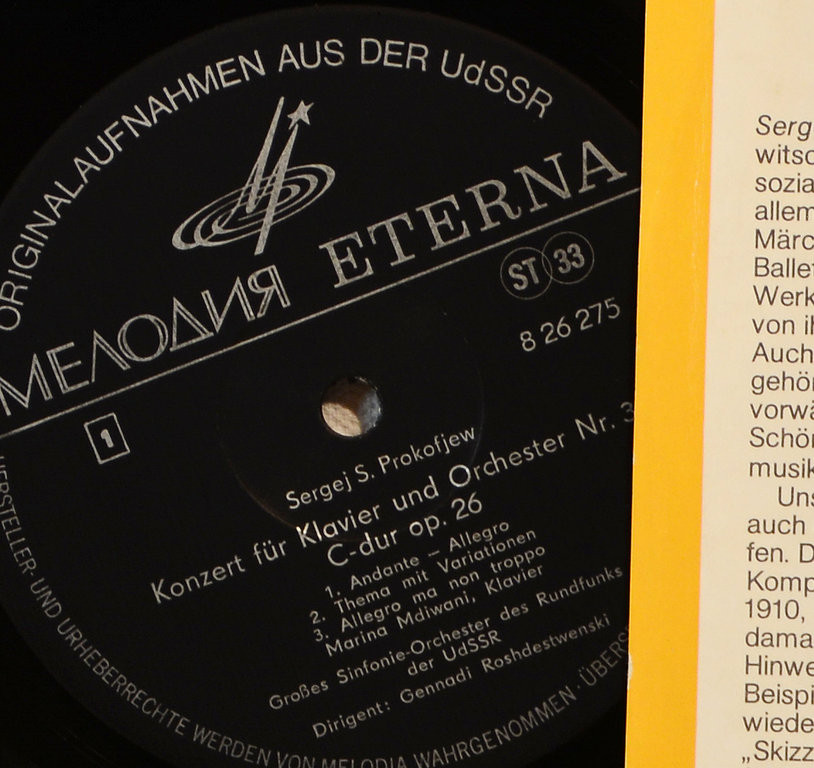 ORIGINALAUFNAHMEN AUS DER UdSSR
МЕЛОДИЯ ETERNA
ST 33
8 26 275
1
Sergej S. Prokofjew
Konzert für Klavier und Orchester Nr. 3
C-dur op. 26
1. Andante – Allegro
2. Thema mit Variationen
3. Allegro ma non troppo
Marina Mdiwani, Klavier
Großes Sinfonie-Orchester des Rundfunks
der UdSSR
Dirigent: Gennadi Roshdestwenski
HERSTELLER- UND URHEBERRECHTE WERDEN VON MELODIA WAHRGENOMMEN · ÜBERS
Serg
witsc
sozia
allem
Märc
Ballet
Werk
von ih
Auch
gehör
vorwä
Schön
musik
Uns
auch
fen. D
Komp
1910,
dama
Hinwe
Beispi
wiede
„Skizz